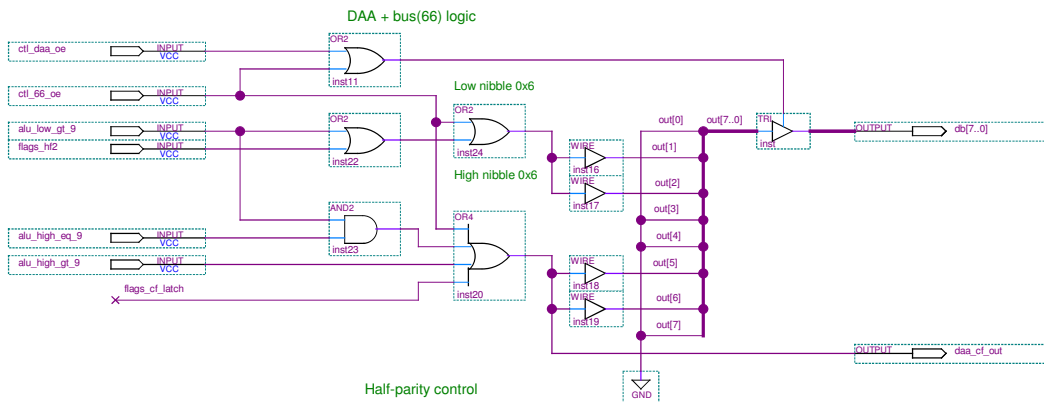 DAA + bus(66) logic
ctl_daa_oe
INPUT
VCC
OR2
inst11
ctl_66_oe
INPUT
VCC
Low nibble 0x6
alu_low_gt_9
INPUT
VCC
flags_hf2
INPUT
VCC
OR2
inst22
OR2
inst24
High nibble 0x6
WIRE
inst16
WIRE
inst17
out[0]
out[7..0]
out[1]
out[2]
out[3]
out[4]
out[5]
out[6]
out[7]
TRI
inst
OUTPUT
db[7..0]
AND2
inst23
alu_high_eq_9
INPUT
VCC
alu_high_gt_9
INPUT
VCC
OR4
inst20
flags_cf_latch
WIRE
inst18
WIRE
inst19
OUTPUT
daa_cf_out
GND
Half-parity control